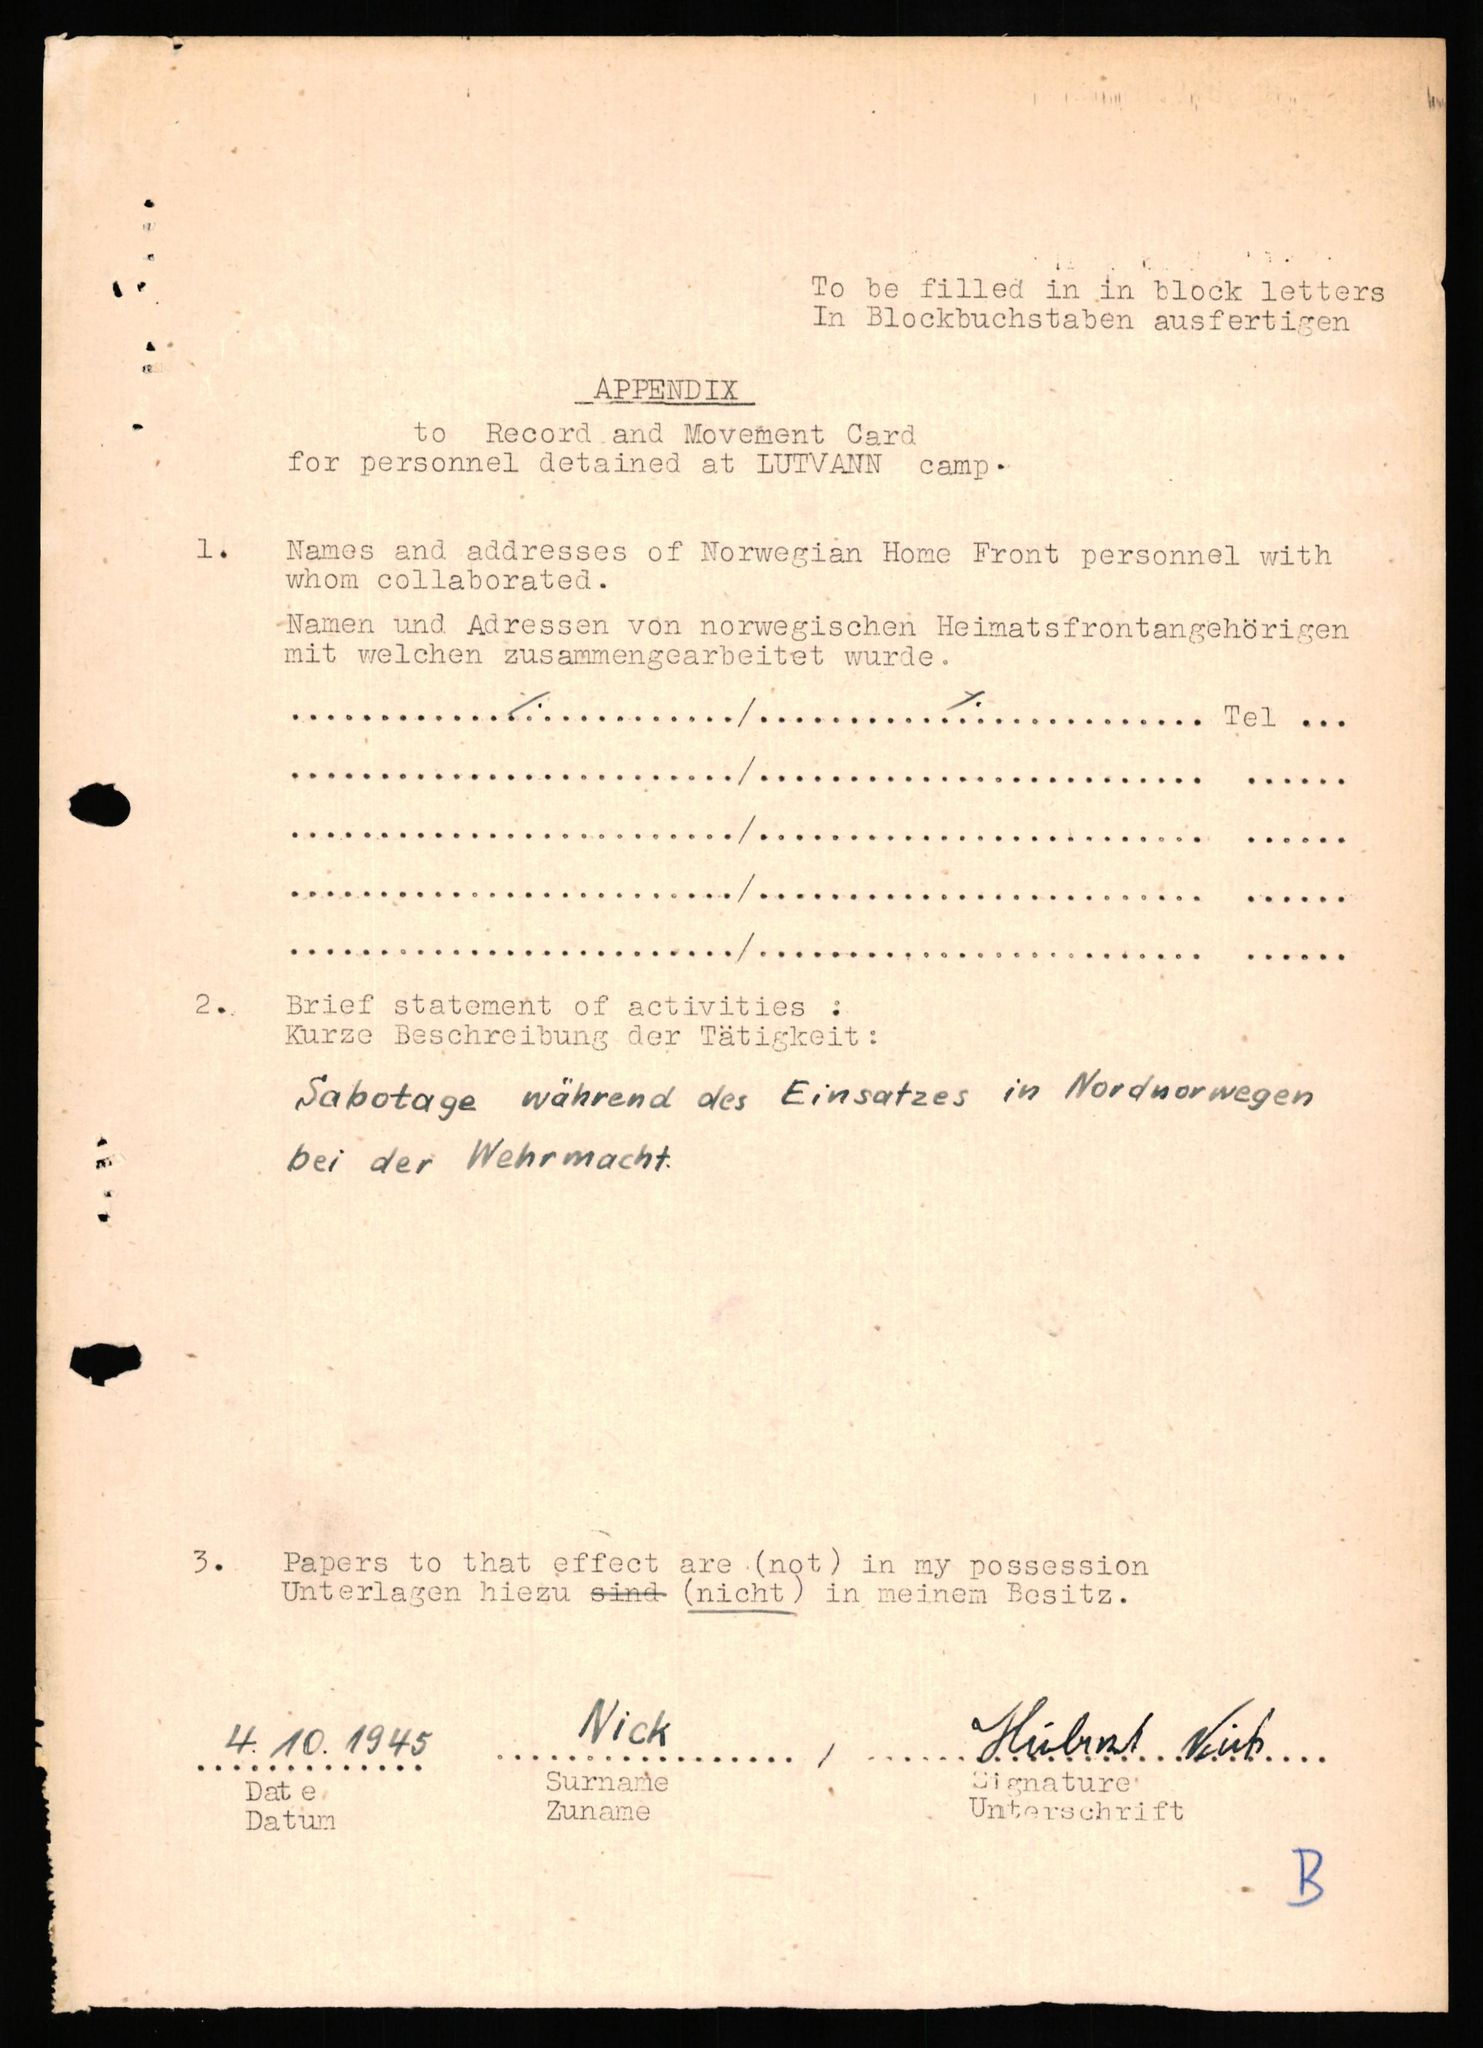 To be filled in in block letters
In Blockbuchstaben ausfertigen
APPENDIX
to Record and Movement Card
for personnel detained at LUTVANN camp.
1. Names and addresses of Norwegian Home Front personnel with
whom collaborated.
Namen und Adressen von norwegischen Heimatsfrontangehörigen
mit welchen zusammengearbeitet wurde.
......................../......................... Tel ...
......................../......................... ......
......................../......................... ......
......................../......................... ......
......................../......................... ......
2. Brief statement of activities :
Kurze Beschreibung der Tätigkeit:
Sabotage während des Einsatzes in Nordnorwegen
bei der Wehrmacht.
3. Papers to that effect are (not) in my possession
Unterlagen hiezu sind (nicht) in meinem Besitz.
4.10.1945 Nick / Hubert Nick
Date Surname Signature
Datum Zuname Unterschrift
B